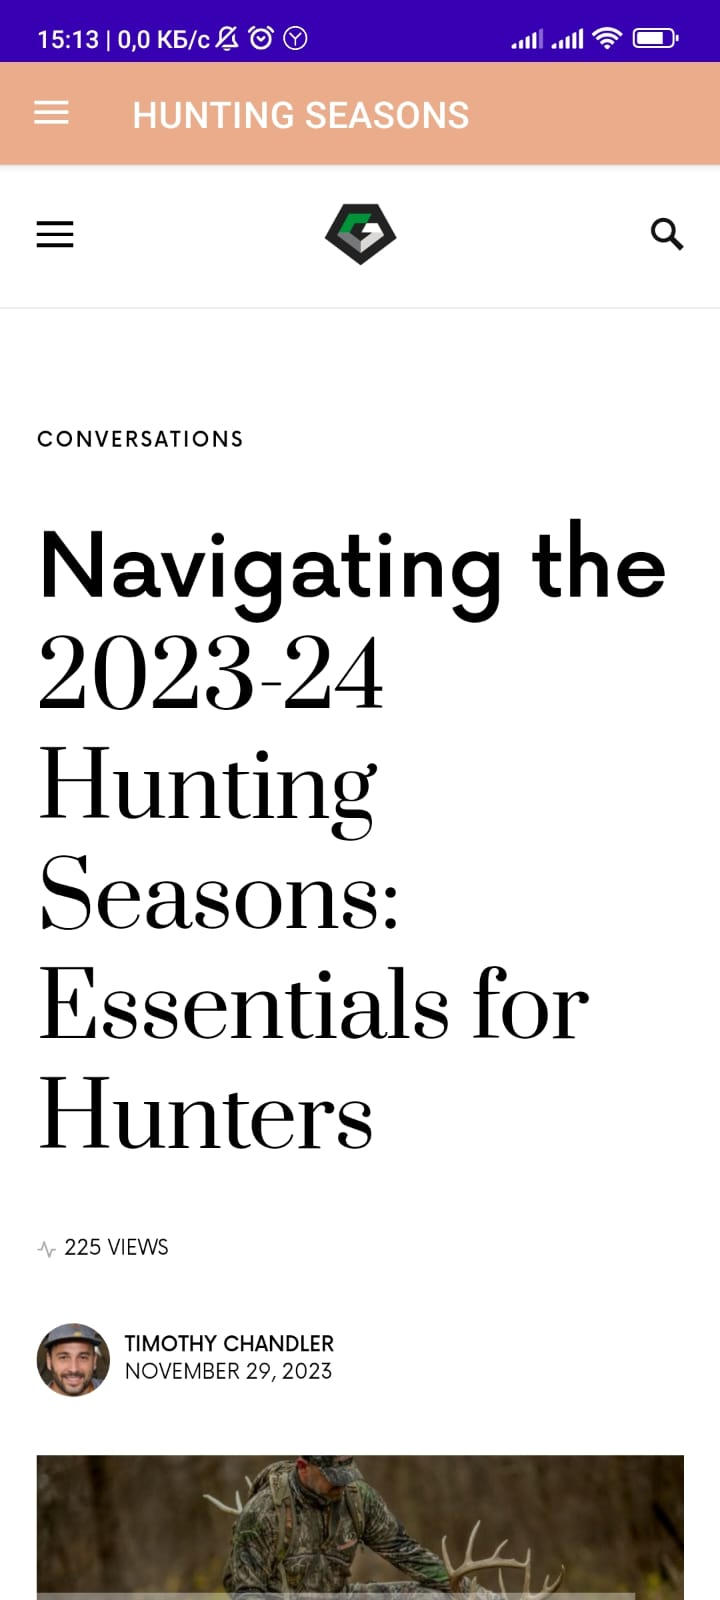 15:13 | 0,0 КБ/с
HUNTING SEASONS
CONVERSATIONS
Navigating the
2023-24
Hunting
Seasons:
Essentials for
Hunters
225 VIEWS
TIMOTHY CHANDLER
NOVEMBER 29, 2023